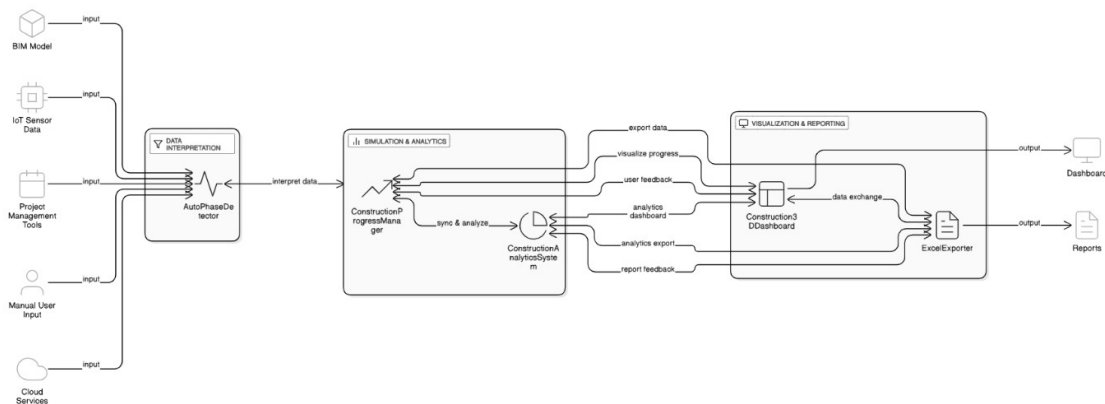 input
BIM Model
input
IoT Sensor
Data
input
Project
Management
Tools
input
Manual User
Input
input
Cloud
Services
DATA
INTERPRETATION
AutoPhaseDe
tector
interpret data
SIMULATION & ANALYTICS
ConstructionP
rogressMana
ger
sync & analyze
ConstructionA
nalyticsSyste
m
export data
visualize progress
user feedback
analytics
dashboard
analytics export
report feedback
VISUALIZATION & REPORTING
Construction3
DDashboard
data exchange
ExcelExporter
output
Dashboard
output
Reports